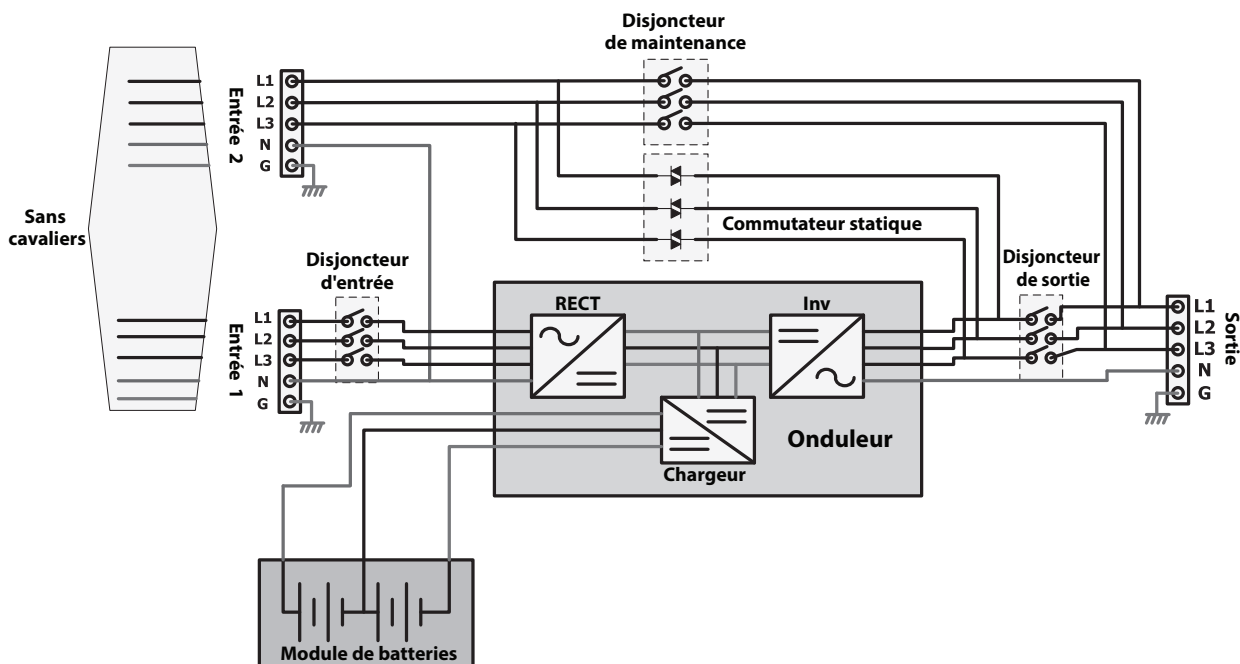 Disjoncteur
de maintenance
L1
L2
L3
N
G
Entrée 2
Sans
cavaliers
Commutateur statique
Disjoncteur
d'entrée
Disjoncteur
de sortie
L1
L2
L3
N
G
Entrée 1
RECT
Inv
L1
L2
L3
N
G
Sortie
Onduleur
Chargeur
Module de batteries